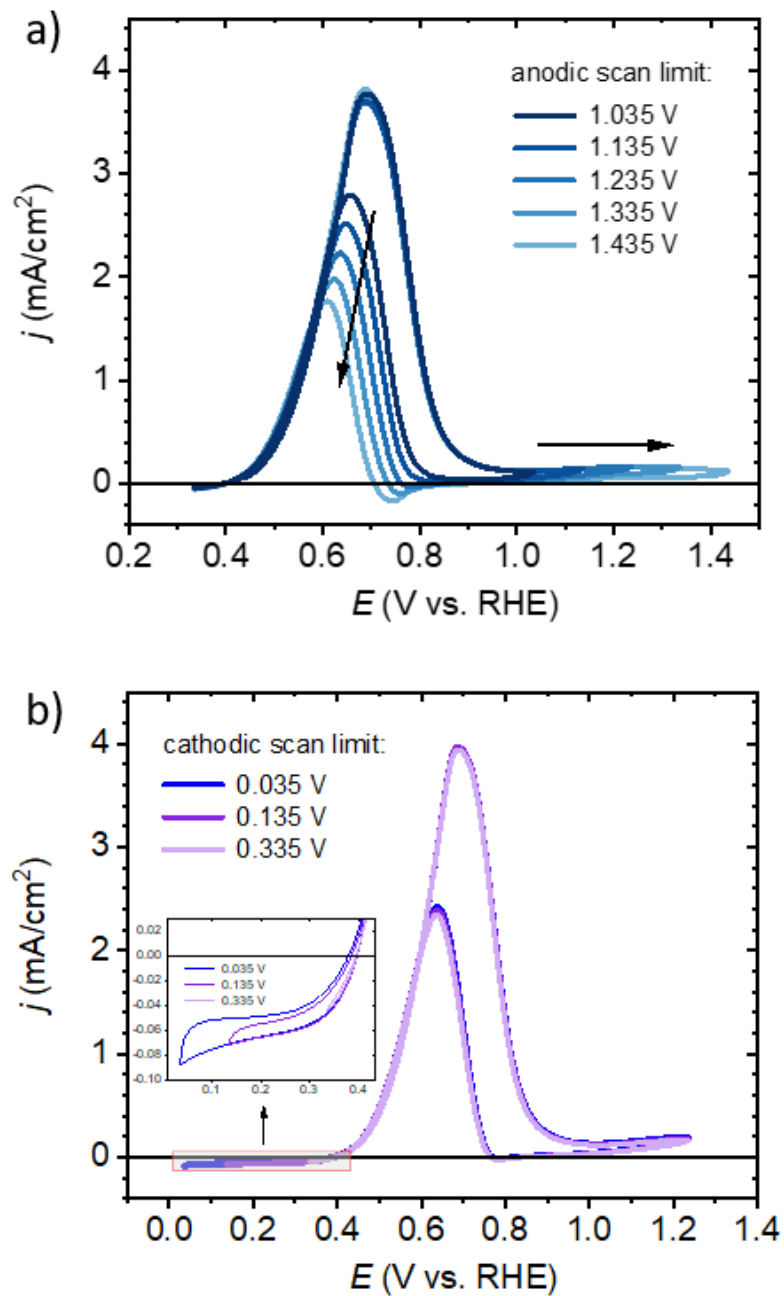 a)
anodic scan limit:
1.035 V
1.135 V
1.235 V
1.335 V
1.435 V
j (mA/cm²)
4
3
2
1
0
0.2 0.4 0.6 0.8 1.0 1.2 1.4
E (V vs. RHE)
b)
cathodic scan limit:
0.035 V
0.135 V
0.335 V
j (mA/cm²)
4
3
2
1
0
0.02
0.00
-0.02
-0.04
-0.06
-0.08
-0.10
0.035 V
0.135 V
0.335 V
0.1 0.2 0.3 0.4
0.0 0.2 0.4 0.6 0.8 1.0 1.2 1.4
E (V vs. RHE)